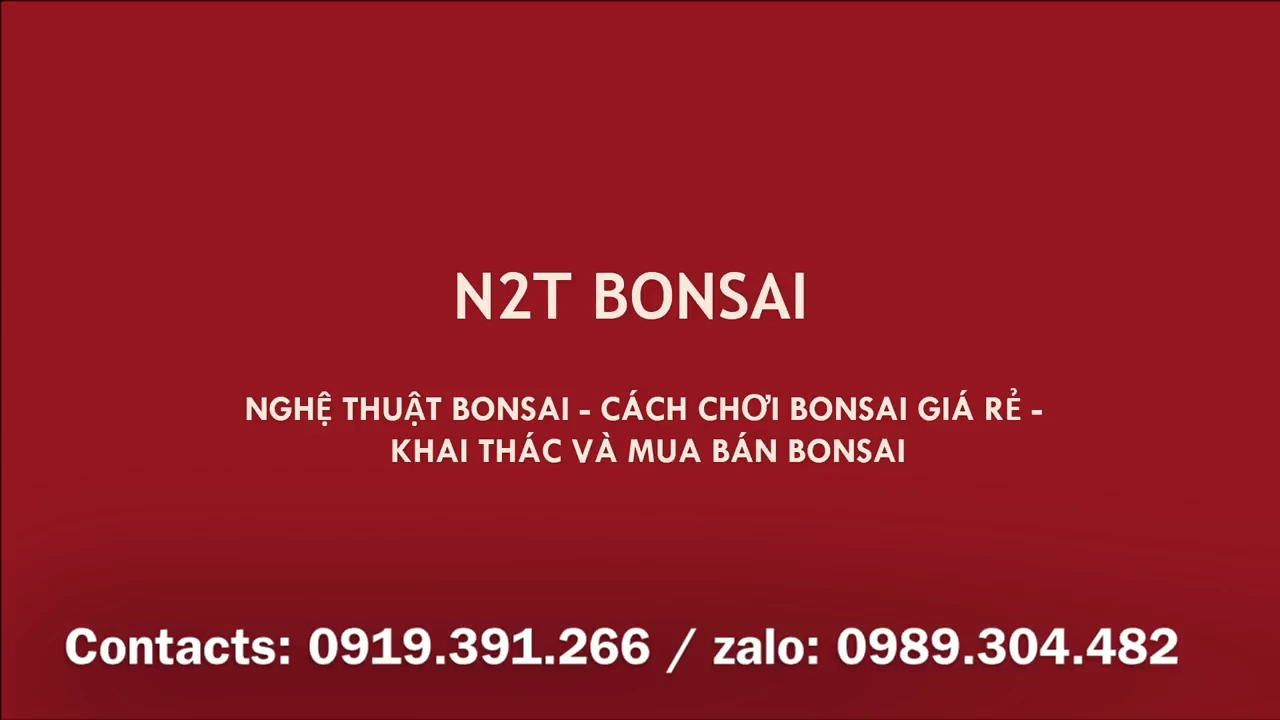 N2T BONSAI
NGHỆ THUẬT BONSAI - CÁCH CHƠI BONSAI GIÁ RẺ -
KHAI THÁC VÀ MUA BÁN BONSAI
Contacts: 0919.391.266 / zalo: 0989.304.482